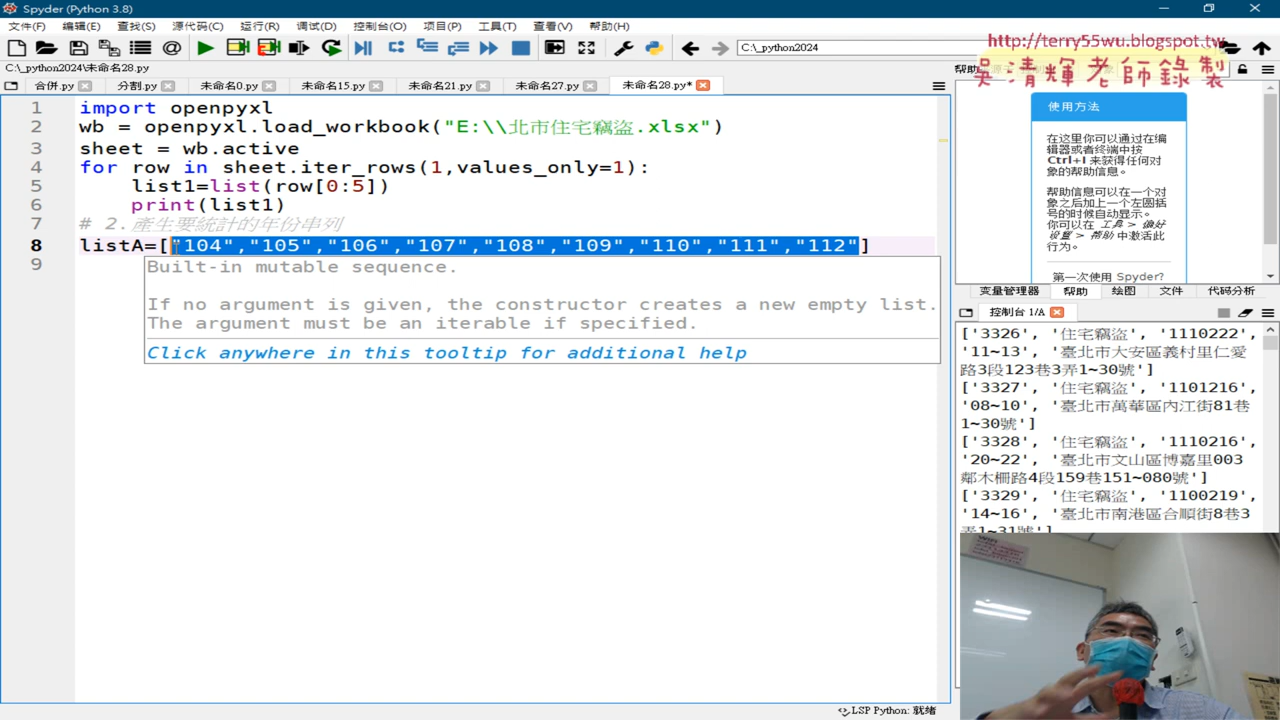 Spyder (Python 3.8)
文件(F) 编辑(E) 查找(S) 源代码(C) 运行(R) 调试(D) 控制台(O) 项目(P) 工具(T) 查看(V) 帮助(H)
C:\_python2024
http://terry55wu.blogspot.tw
吳清輝老師錄製
C:\_python2024\未命名28.py
合併.py 分割.py 未命名0.py 未命名15.py 未命名21.py 未命名27.py 未命名28.py*
1 import openpyxl
2 wb = openpyxl.load_workbook("E:\\北市住宅竊盜.xlsx")
3 sheet = wb.active
4 for row in sheet.iter_rows(1,values_only=1):
5 list1=list(row[0:5])
6 print(list1)
7 # 2.產生要統計的年份串列
8 listA=["104","105","106","107","108","109","110","111","112"]
9
Built-in mutable sequence.
If no argument is given, the constructor creates a new empty list.
The argument must be an iterable if specified.
Click anywhere in this tooltip for additional help
帮助
使用方法
在这里你可以通过在编
辑器或者终端中按
Ctrl+I 来获得任何对
象的帮助信息。
帮助信息可以在一个对
象之后加上一个左圆括
号的时候自动显示。
你可以在 工具 > 偏好
设置 > 帮助 中激活此
行为。
第一次使用 Spyder?
变量管理器 帮助 绘图 文件 代码分析
控制台 1/A
['3326', '住宅竊盜', '1110222',
'11~13', '臺北市大安區義村里仁愛
路3段123巷3弄1~30號']
['3327', '住宅竊盜', '1101216',
'08~10', '臺北市萬華區內江街81巷
1~30號']
['3328', '住宅竊盜', '1110216',
'20~22', '臺北市文山區博嘉里003
鄰木柵路4段159巷151~080號']
['3329', '住宅竊盜', '1100219',
'14~16', '臺北市南港區合順街8巷3
弄1~31號']
LSP Python: 就绪